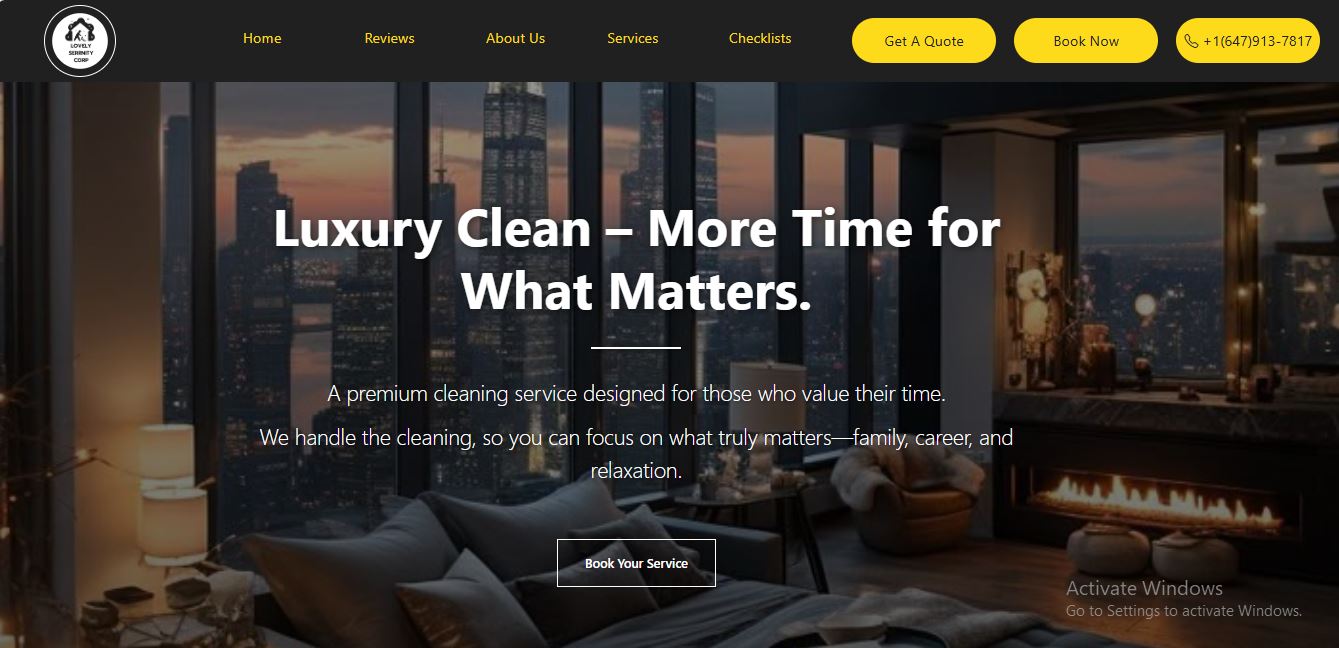 LOVELY
SERENITY
CORP
Home
Reviews
About Us
Services
Checklists
Get A Quote
Book Now
+1(647)913-7817
Luxury Clean – More Time for
What Matters.
A premium cleaning service designed for those who value their time.
We handle the cleaning, so you can focus on what truly matters—family, career, and
relaxation.
Book Your Service
Activate Windows
Go to Settings to activate Windows.